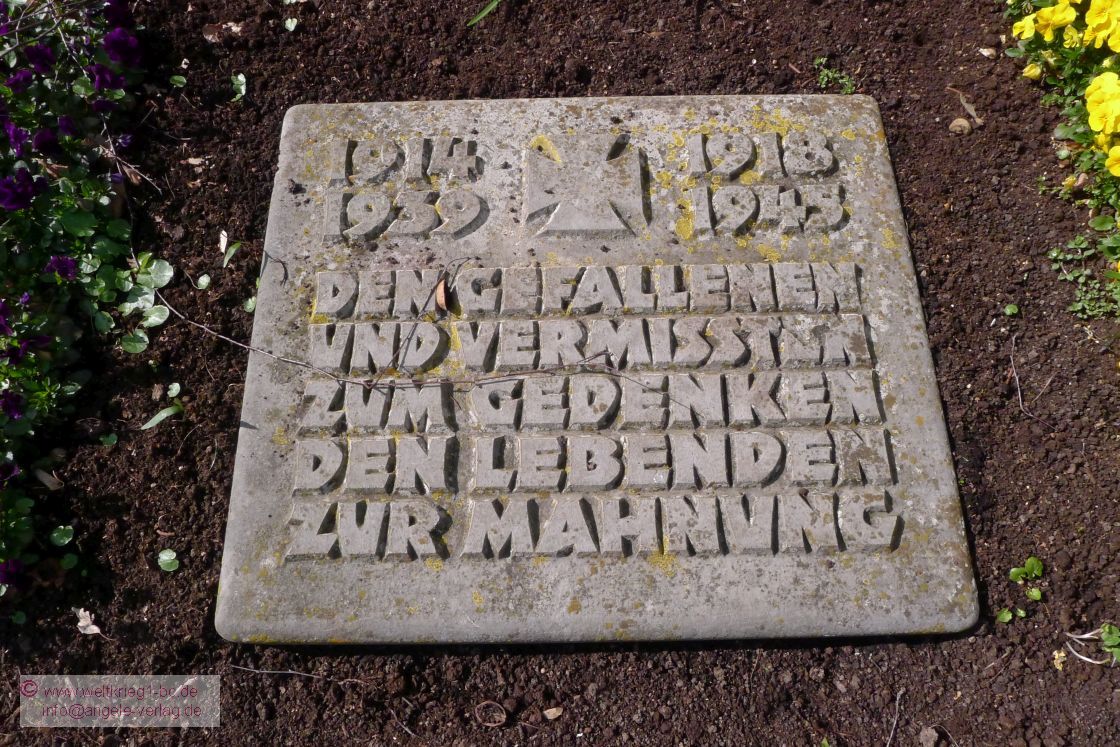 1914 1918
1939 1945
DEN GEFALLENEN
UND VERMISSTEN
ZUM GEDENKEN
DEN LEBENDEN
ZUR MAHNUNG
© www.weltkrieg1-bc.de
info@angele-verlag.de